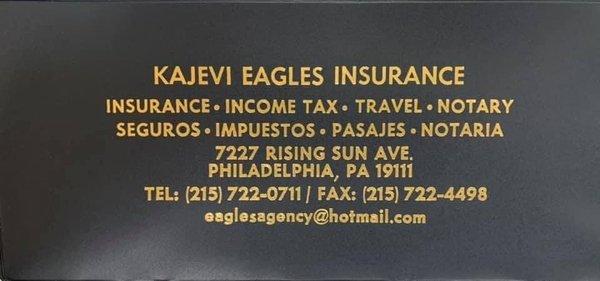 KAJEVI EAGLES INSURANCE
INSURANCE • INCOME TAX • TRAVEL • NOTARY
SEGUROS • IMPUESTOS • PASAJES • NOTARIA
7227 RISING SUN AVE.
PHILADELPHIA, PA 19111
TEL: (215) 722-0711 / FAX: (215) 722-4498
eaglesagency@hotmail.com